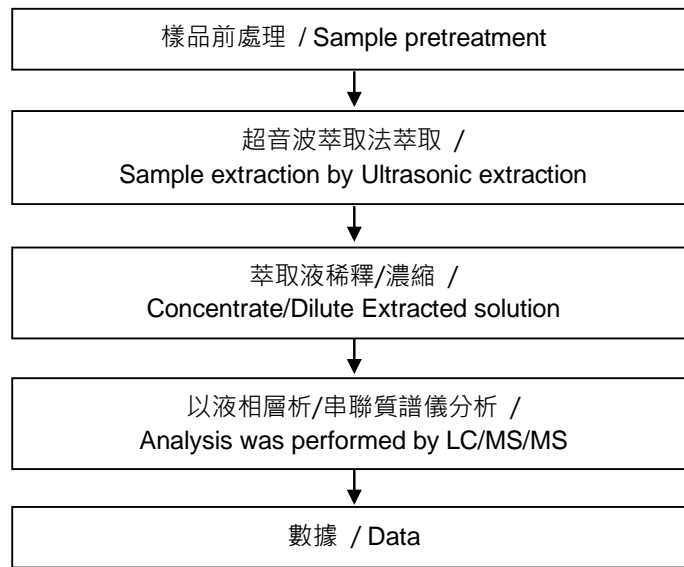 樣品前處理 / Sample pretreatment
超音波萃取法萃取 /
Sample extraction by Ultrasonic extraction
萃取液稀釋/濃縮 /
Concentrate/Dilute Extracted solution
以液相層析/串聯質譜儀分析 /
Analysis was performed by LC/MS/MS
數據 / Data